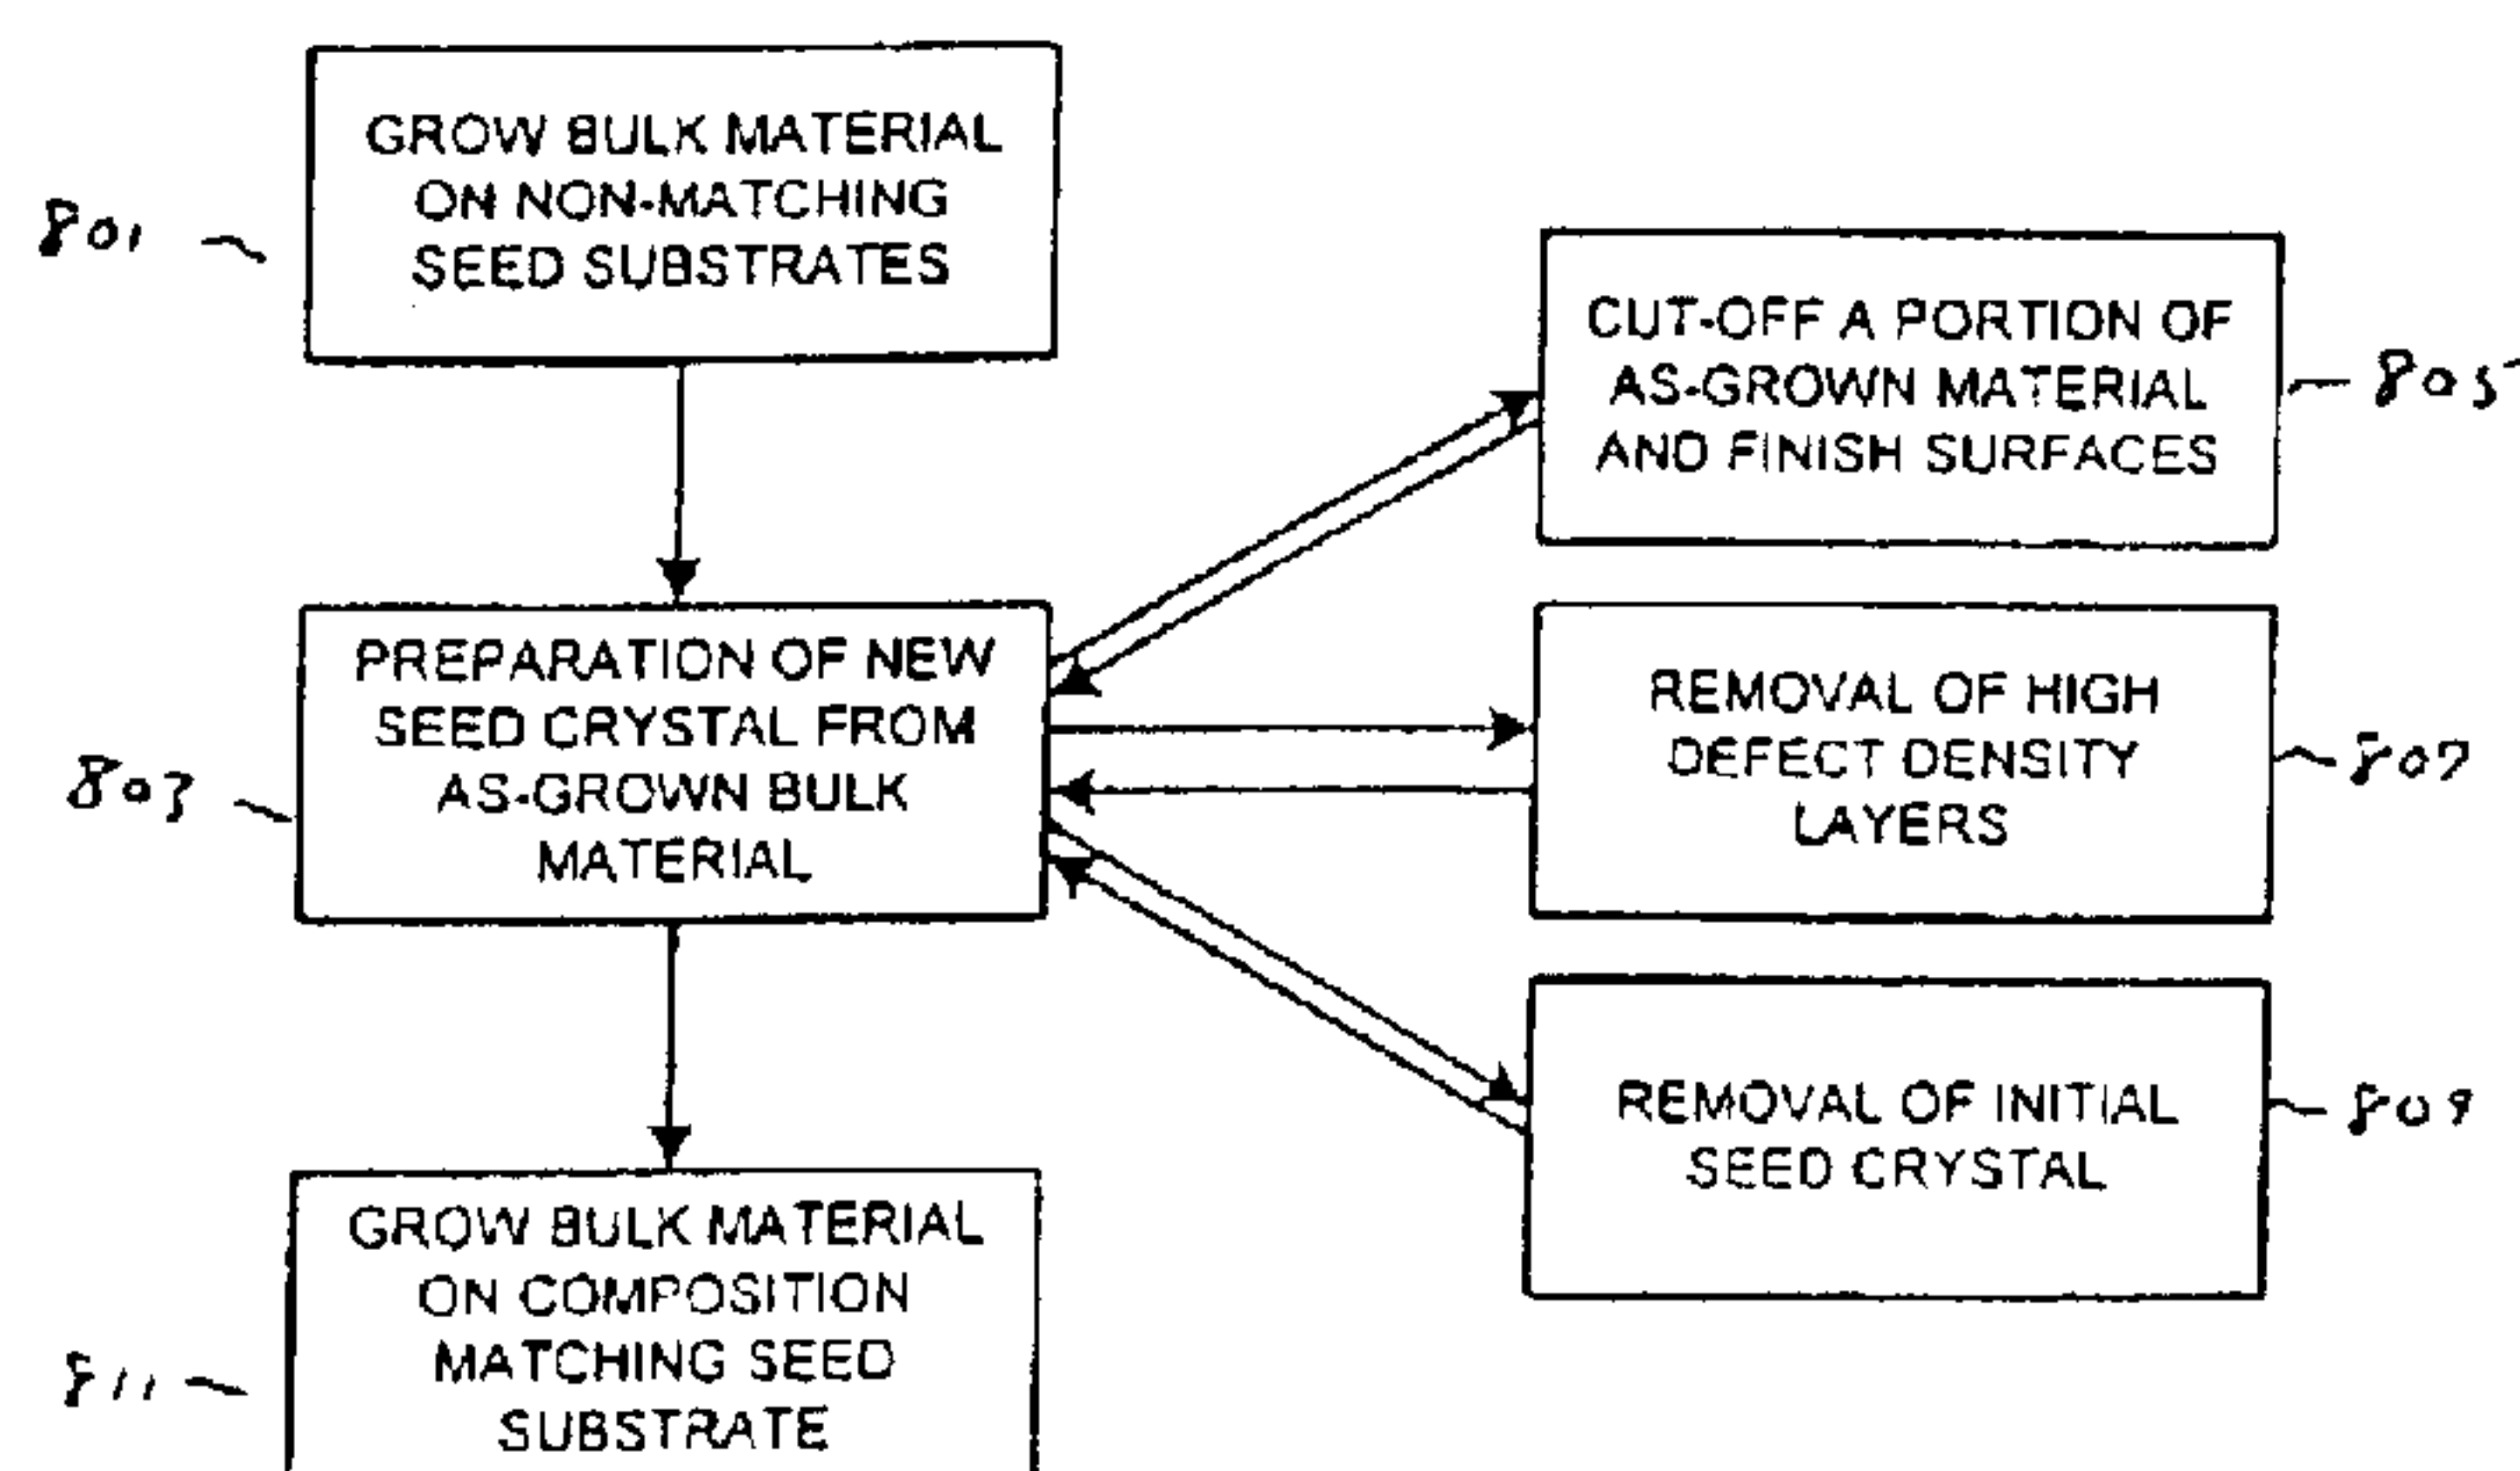 GROW BULK MATERIAL
ON NON-MATCHING
SEED SUBSTRATES
801
CUT-OFF A PORTION OF
AS-GROWN MATERIAL
AND FINISH SURFACES
805
PREPARATION OF NEW
SEED CRYSTAL FROM
AS-GROWN BULK
MATERIAL
803
REMOVAL OF HIGH
DEFECT DENSITY
LAYERS
807
REMOVAL OF INITIAL
SEED CRYSTAL
809
GROW BULK MATERIAL
ON COMPOSITION
MATCHING SEED
SUBSTRATE
811